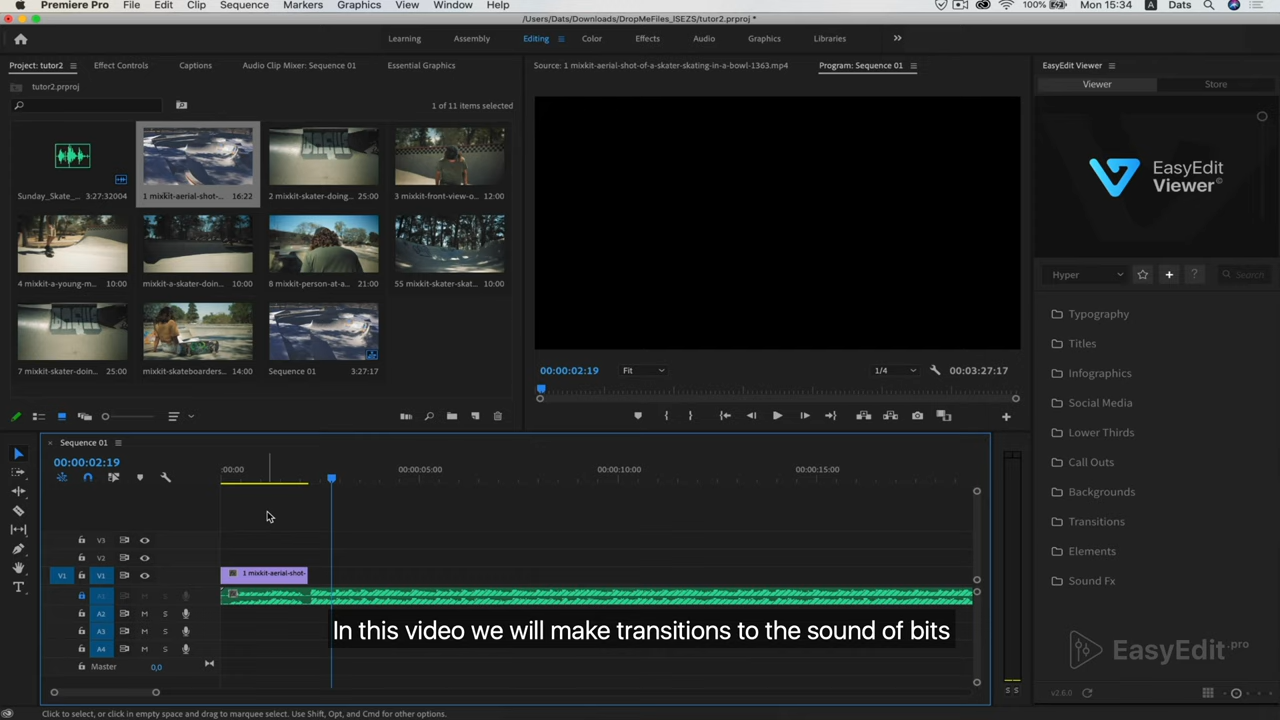 Premiere Pro File Edit Clip Sequence Markers Graphics View Window Help 100% Mon 15:34 A Dats
/Users/Dats/Downloads/DropMeFiles_ISEZS/tutor2.prproj *
Learning Assembly Editing Color Effects Audio Graphics Libraries
Project: tutor2 Effect Controls Captions Audio Clip Mixer: Sequence 01 Essential Graphics
Source: 1 mixkit-aerial-shot-of-a-skater-skating-in-a-bowl-1363.mp4 Program: Sequence 01
EasyEdit Viewer
tutor2.prproj
Viewer Store
1 of 11 items selected
EasyEdit
Viewer
Sunday_Skate_... 3:27:32004 1 mixkit-aerial-shot-... 16:22 2 mixkit-skater-doing... 25:00 3 mixkit-front-view-o... 12:00
4 mixkit-a-young-m... 10:00 mixkit-a-skater-doin... 10:00 8 mixkit-person-at-a... 21:00 55 mixkit-skater-skat... 10:00
7 mixkit-skater-doin... 25:00 mixkit-skateboarders... 14:00 Sequence 01 3:27:17
00:00:02:19 Fit 1/4 00:03:27:17
Hyper ? Search
Typography
Titles
Infographics
Social Media
Lower Thirds
Call Outs
Backgrounds
Transitions
Elements
Sound Fx
Sequence 01
00:00:02:19
:00:00 00:00:05:00 00:00:10:00 00:00:15:00
V3
V2
V1 V1 1 mixkit-aerial-shot-
A2 M S
A3 M S
A4 M S
Master 0,0
In this video we will make transitions to the sound of bits
S S
EasyEdit.pro
v2.6.0
Click to select, or click in empty space and drag to marquee select. Use Shift, Opt, and Cmd for other options.